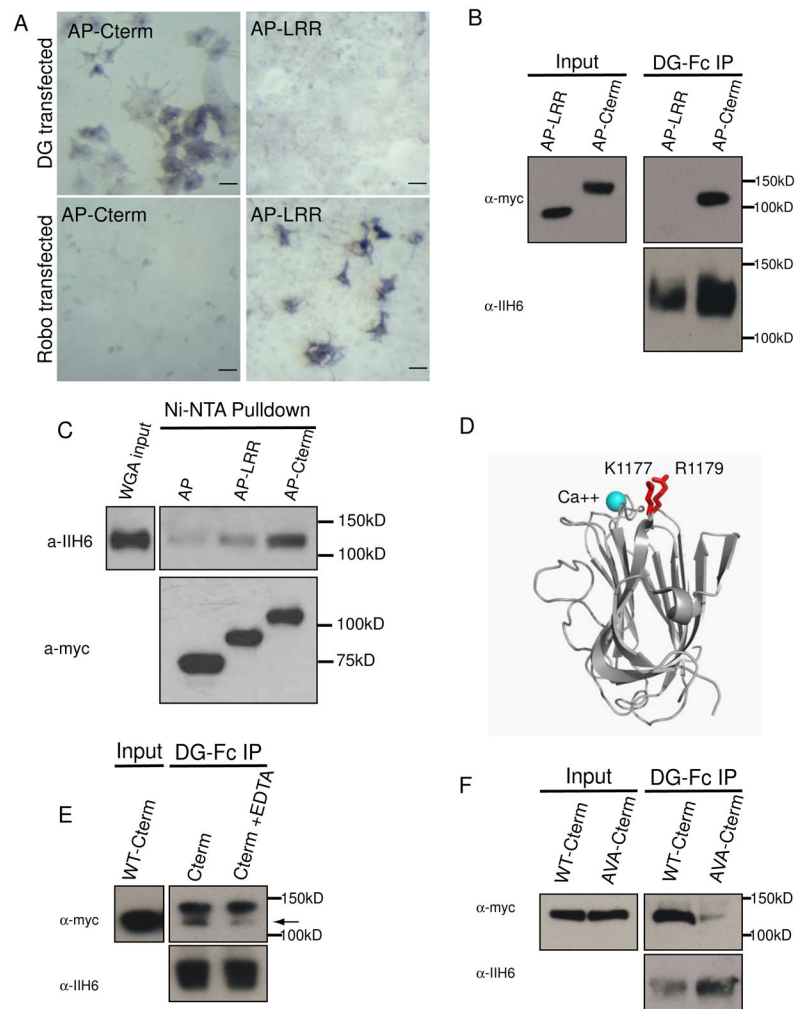 A
DG transfected
AP-Cterm
AP-LRR
Robo transfected
AP-Cterm
AP-LRR
B
Input
DG-Fc IP
AP-LRR
AP-Cterm
AP-LRR
AP-Cterm
α-myc
150kD
100kD
α-IIH6
150kD
100kD
C
Ni-NTA Pulldown
WGA input
AP
AP-LRR
AP-Cterm
a-IIH6
150kD
100kD
a-myc
100kD
75kD
D
K1177
R1179
Ca++
E
Input
DG-Fc IP
WT-Cterm
Cterm
Cterm +EDTA
α-myc
150kD
100kD
α-IIH6
F
Input
DG-Fc IP
WT-Cterm
AVA-Cterm
WT-Cterm
AVA-Cterm
α-myc
150kD
100kD
α-IIH6